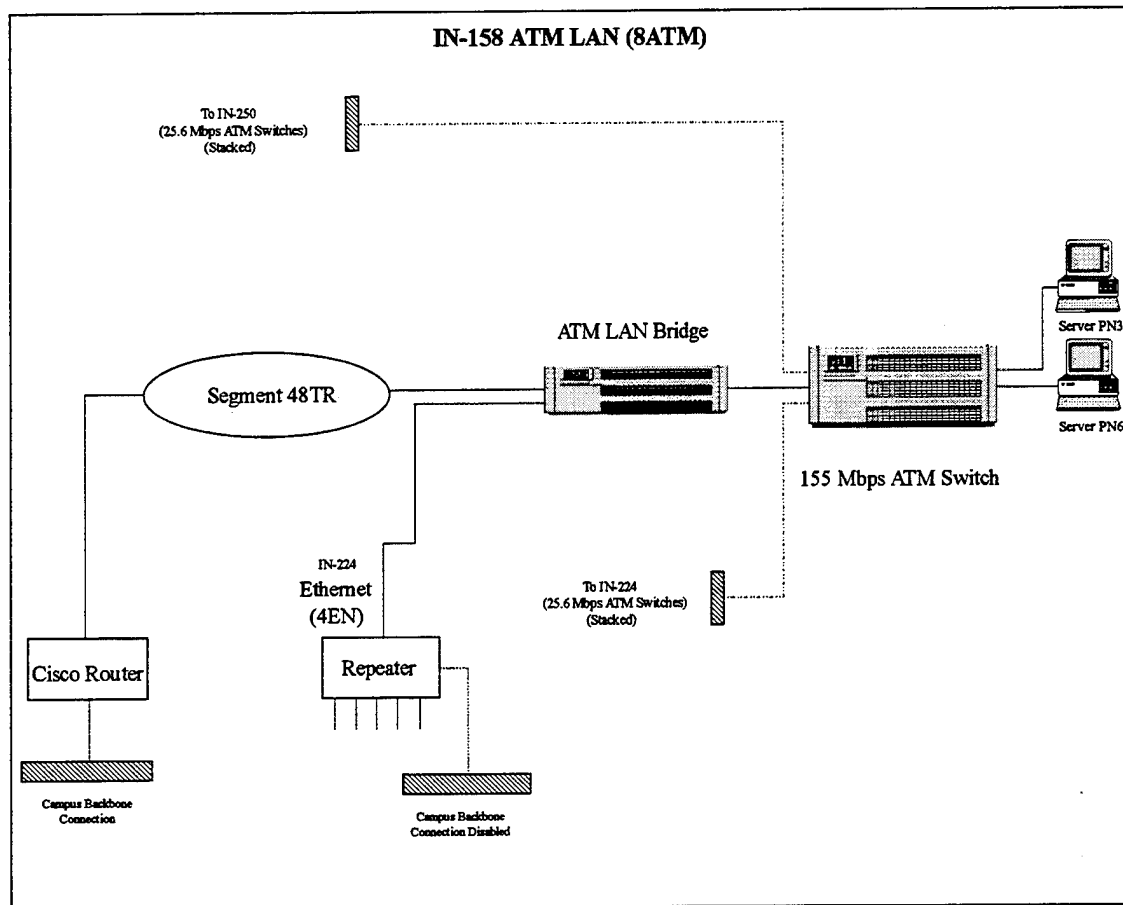 IN-158 ATM LAN (8ATM)
To IN-250
(25.6 Mbps ATM Switches)
(Stacked)
Server PN3
ATM LAN Bridge
Segment 48TR
Server PN6
155 Mbps ATM Switch
IN-224
Ethernet
(4EN)
To IN-224
(25.6 Mbps ATM Switches)
(Stacked)
Cisco Router
Repeater
Campus Backbone
Connection
Campus Backbone
Connection Disabled